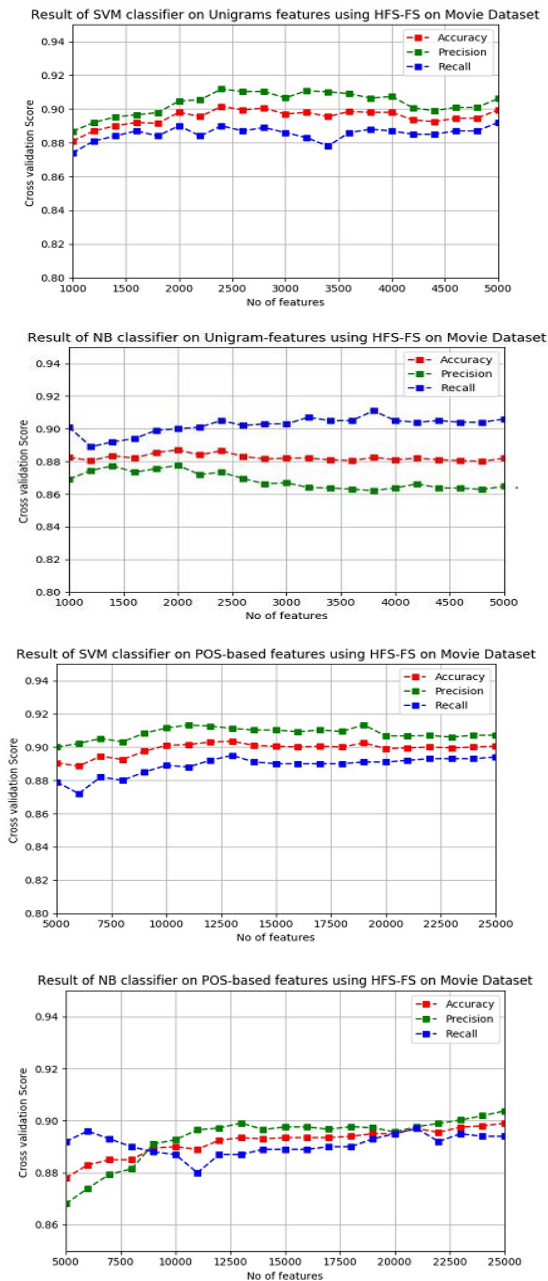 Result of SVM classifier on Unigrams features using HFS-FS on Movie Dataset
Cross validation Score
0.94
0.92
0.90
0.88
0.86
0.84
0.82
0.80
Accuracy
Precision
Recall
1000
2000
3000
4000
5000
No of features
Result of NB classifier on Unigram-features using HFS-FS on Movie Dataset
Cross validation Score
0.94
0.92
0.90
0.88
0.86
0.84
0.82
0.80
Accuracy
Precision
Recall
1000
2000
3000
4000
5000
No of features
Result of SVM classifier on POS-based features using HFS-FS on Movie Dataset
Cross validation Score
0.94
0.92
0.90
0.88
0.86
0.84
0.82
0.80
Accuracy
Precision
Recall
5000
7500
10000
12500
15000
17500
20000
22500
25000
No of features
Result of NB classifier on POS-based features using HFS-FS on Movie Dataset
Cross validation Score
0.94
0.92
0.90
0.88
0.86
Accuracy
Precision
Recall
5000
7500
10000
12500
15000
17500
20000
22500
25000
No of features